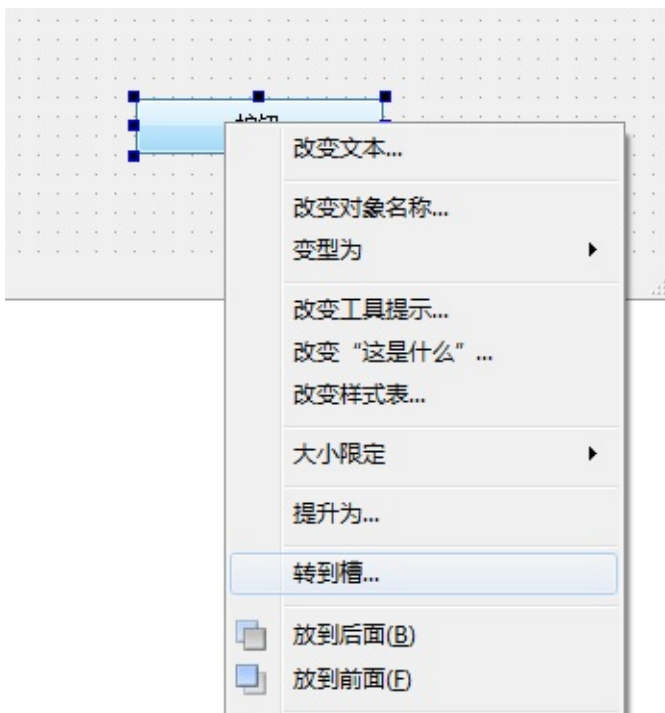 按钮
改变文本...
改变对象名称...
变型为
改变工具提示...
改变“这是什么”...
改变样式表...
大小限定
提升为...
转到槽...
放到后面(B)
放到前面(F)